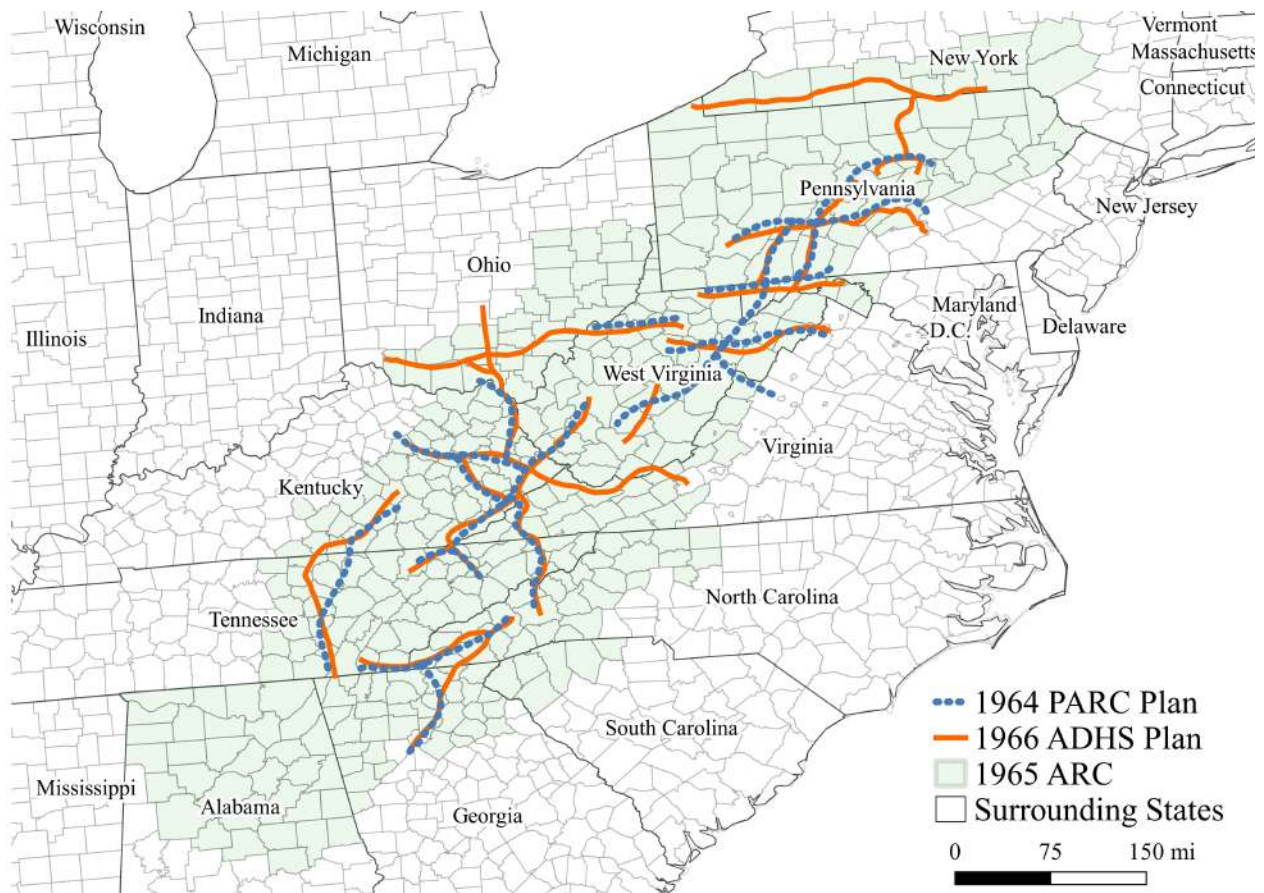 Wisconsin
Michigan
Vermont
New York
Massachusetts
Connecticut
Pennsylvania
New Jersey
Ohio
Indiana
Illinois
Maryland
D.C.
Delaware
West Virginia
Virginia
Kentucky
North Carolina
Tennessee
South Carolina
Mississippi
Alabama
Georgia
1964 PARC Plan
1966 ADHS Plan
1965 ARC
Surrounding States
0 75 150 mi